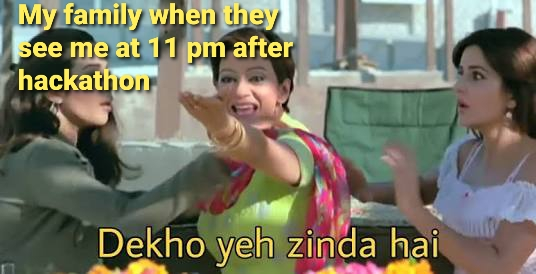 My family when they
see me at 11 pm after
hackathon
Dekho yeh zinda hai